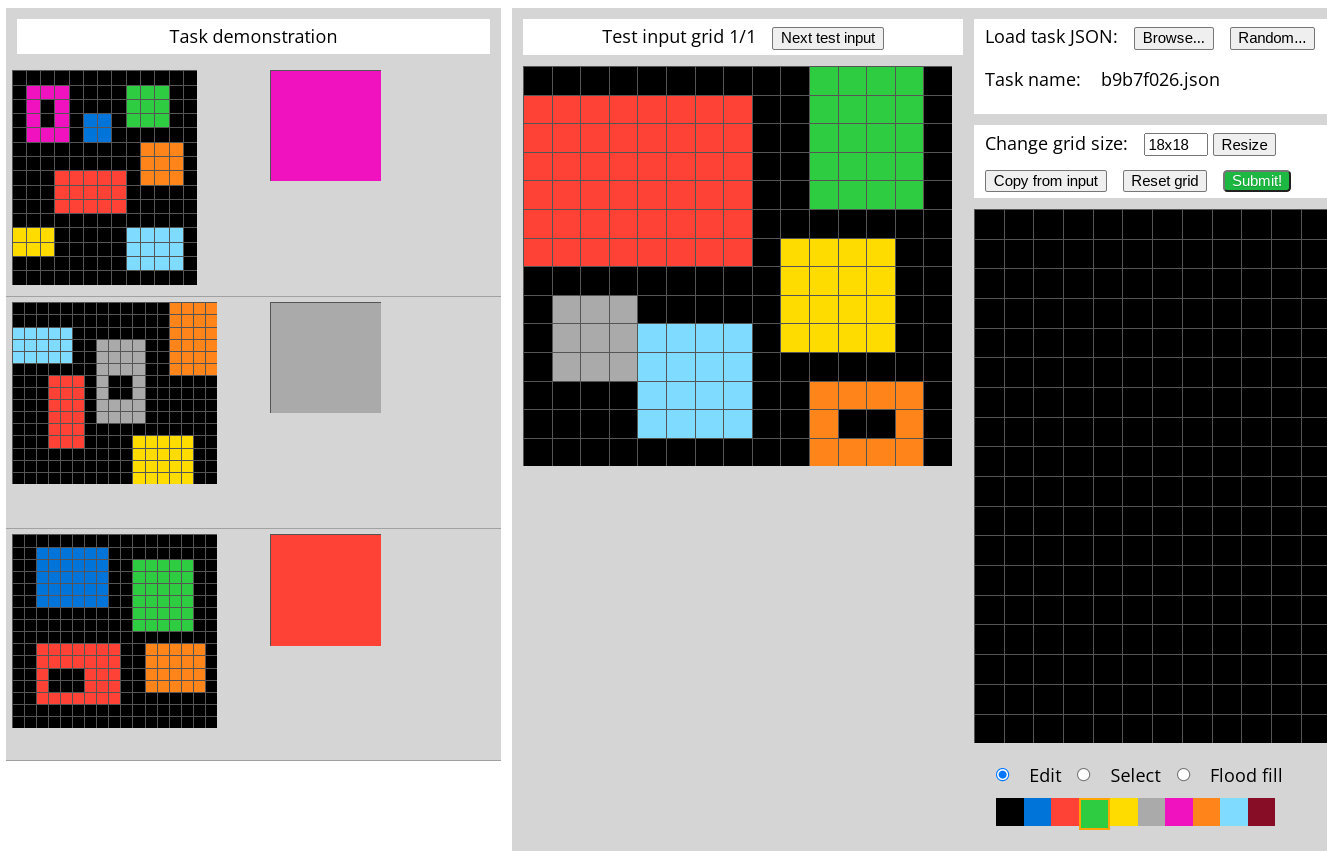 Task demonstration
Test input grid 1/1 Next test input
Load task JSON: Browse... Random...
Task name: b9b7f026.json
Change grid size: 18x18 Resize
Copy from input Reset grid Submit!
Edit Select Flood fill